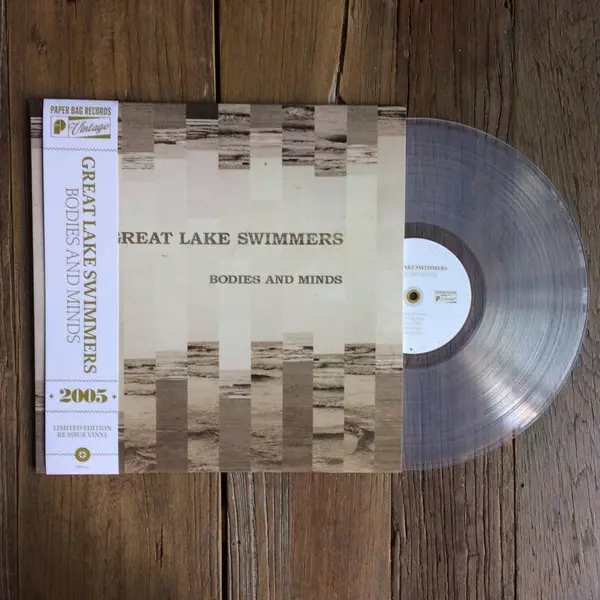 PAPER BAG RECORDS
P Vintage
GREAT LAKE SWIMMERS
BODIES AND MINDS
2005
LIMITED EDITION
RE-ISSUE VINYL
GREAT LAKE SWIMMERS
BODIES AND MINDS
LAKE SWIMMERS